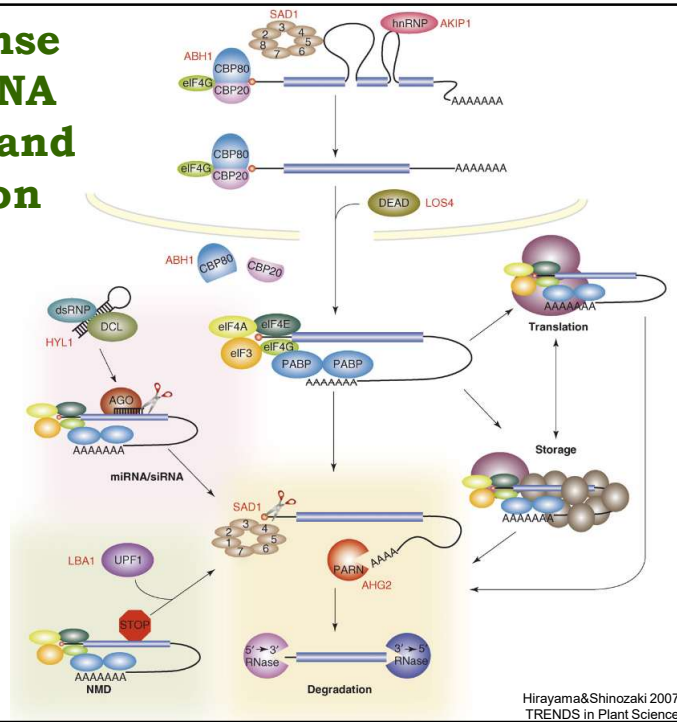 nse
NA
and
on
SAD1
2
3
4
5
6
7
8
hnRNP AKIP1
ABH1
CBP80
eIF4G
CBP20
AAAAAAA
CBP80
eIF4G
CBP20
AAAAAAA
DEAD LOS4
ABH1
CBP80
CBP20
dsRNP
DCL
HYL1
eIF4A
eIF4E
eIF3
eIF4G
PABP PABP
AAAAAAA
AAAAAAA
Translation
AGO
AAAAAAA
miRNA/siRNA
Storage
AAAAAAA
SAD1
3
2
4
1
5
7
6
PARN
AAAA
AHG2
LBA1 UPF1
STOP
AAAAAAA
NMD
5' → 3'
RNase
3' → 5'
RNase
Degradation
Hirayama&Shinozaki 2007
TRENDS in Plant Science